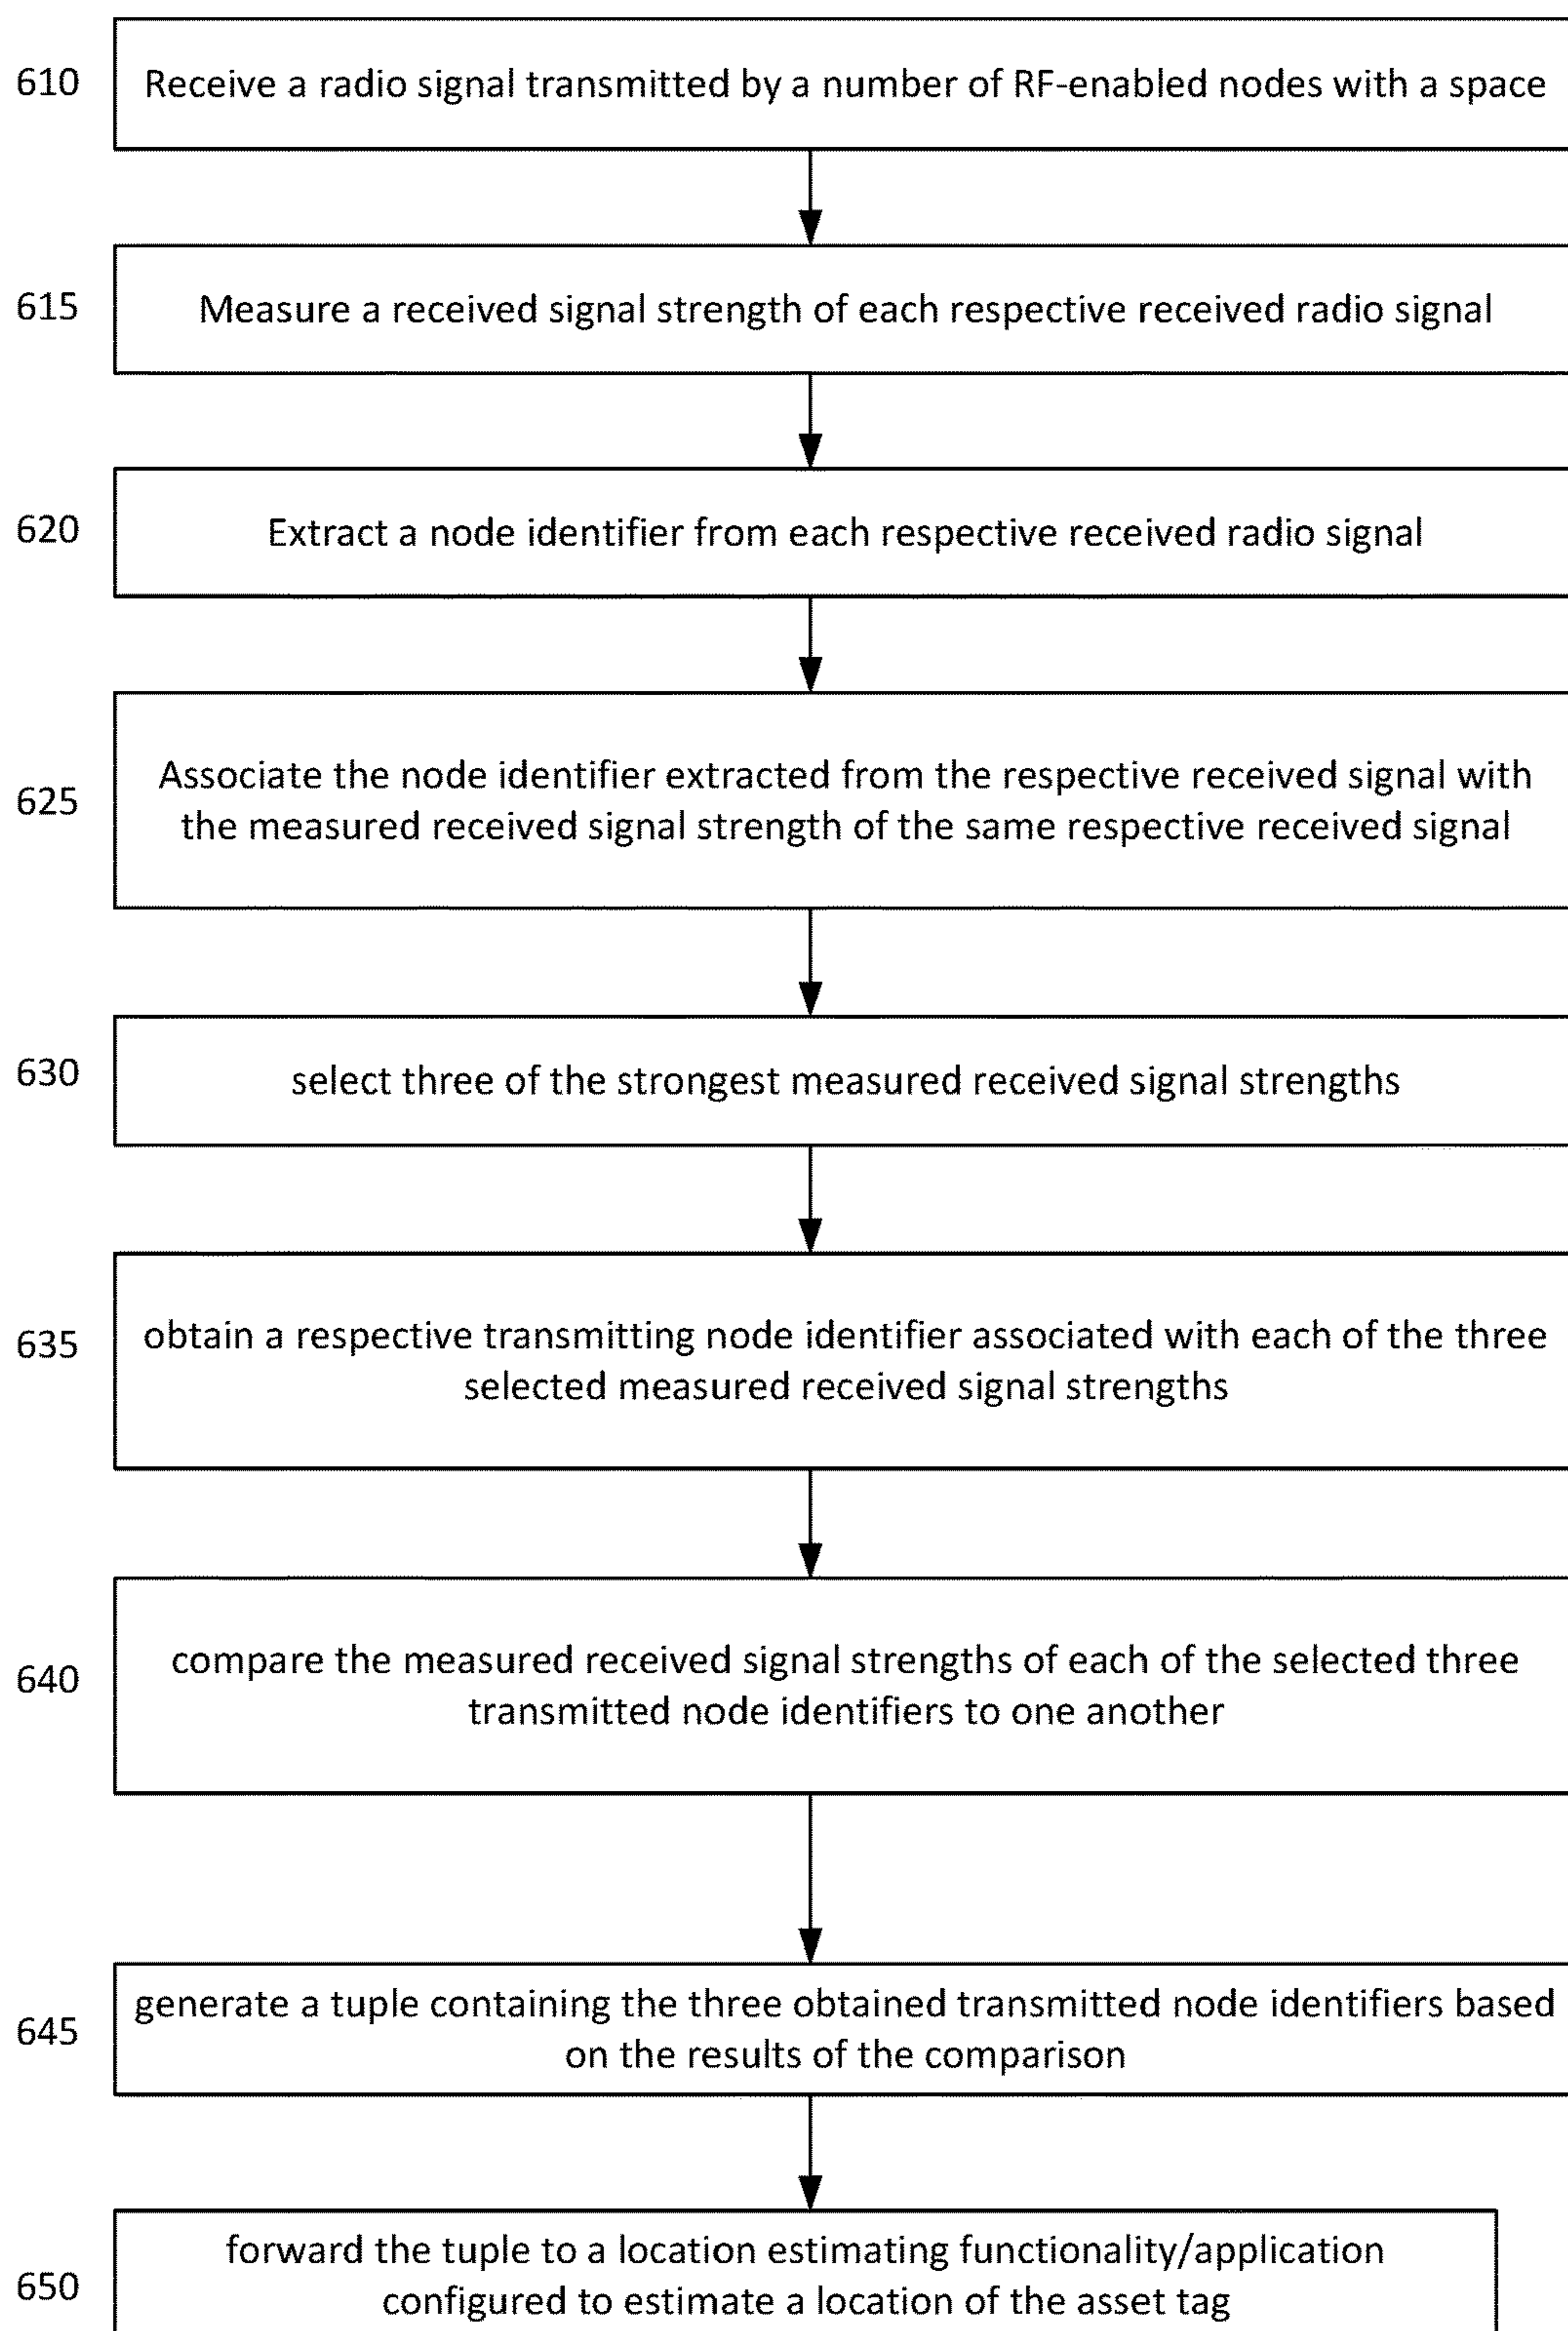 610
Receive a radio signal transmitted by a number of RF-enabled nodes with a space
615
Measure a received signal strength of each respective received radio signal
620
Extract a node identifier from each respective received radio signal
625
Associate the node identifier extracted from the respective received signal with
the measured received signal strength of the same respective received signal
630
select three of the strongest measured received signal strengths
635
obtain a respective transmitting node identifier associated with each of the three
selected measured received signal strengths
640
compare the measured received signal strengths of each of the selected three
transmitted node identifiers to one another
645
generate a tuple containing the three obtained transmitted node identifiers based
on the results of the comparison
650
forward the tuple to a location estimating functionality/application
configured to estimate a location of the asset tag